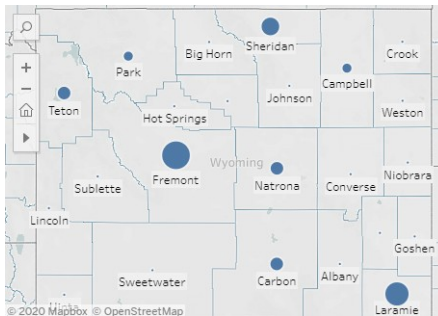 Sheridan
Big Horn
Crook
Park
Campbell
Johnson
Teton
Weston
Hot Springs
Wyoming
Fremont
Natrona
Converse
Niobrara
Sublette
Lincoln
Goshen
Sweetwater
Carbon
Albany
Laramie
© 2020 Mapbox © OpenStreetMap